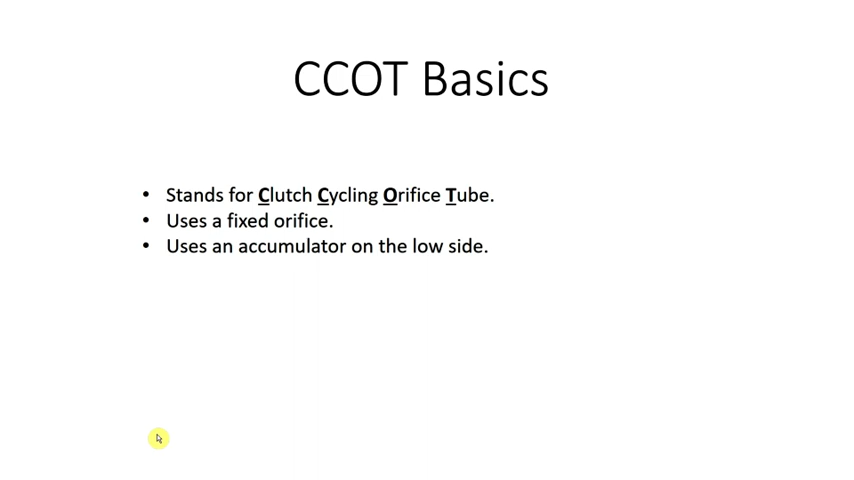 CCOT Basics
• Stands for Clutch Cycling Orifice Tube.
• Uses a fixed orifice.
• Uses an accumulator on the low side.